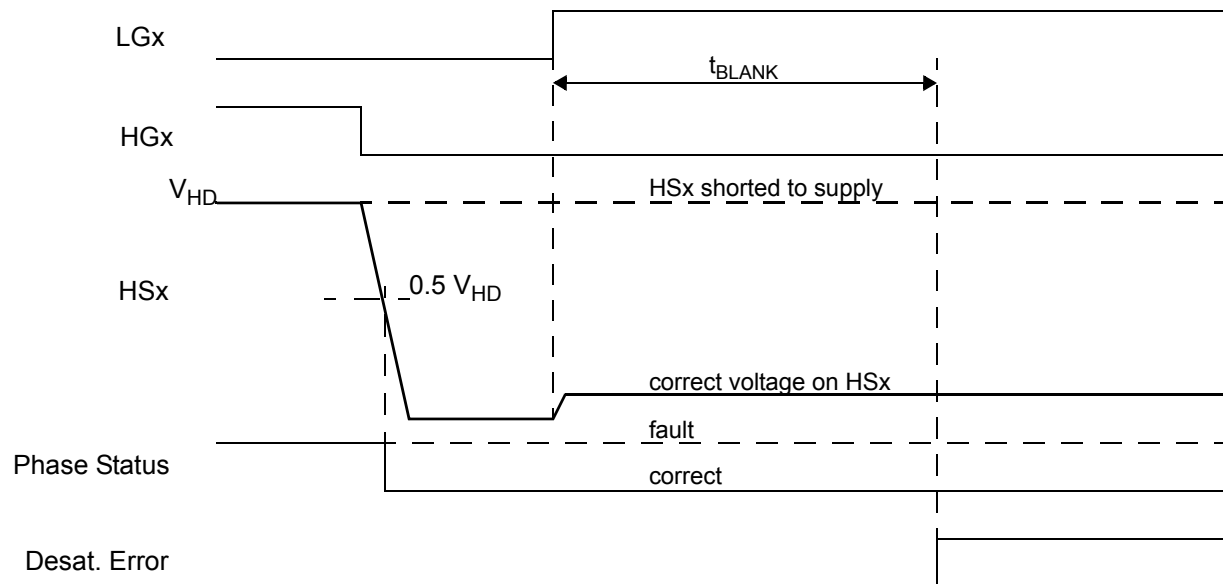 LGx
tBLANK
HGx
VHD
HSx shorted to supply
HSx
0.5 VHD
correct voltage on HSx
fault
Phase Status
correct
Desat. Error